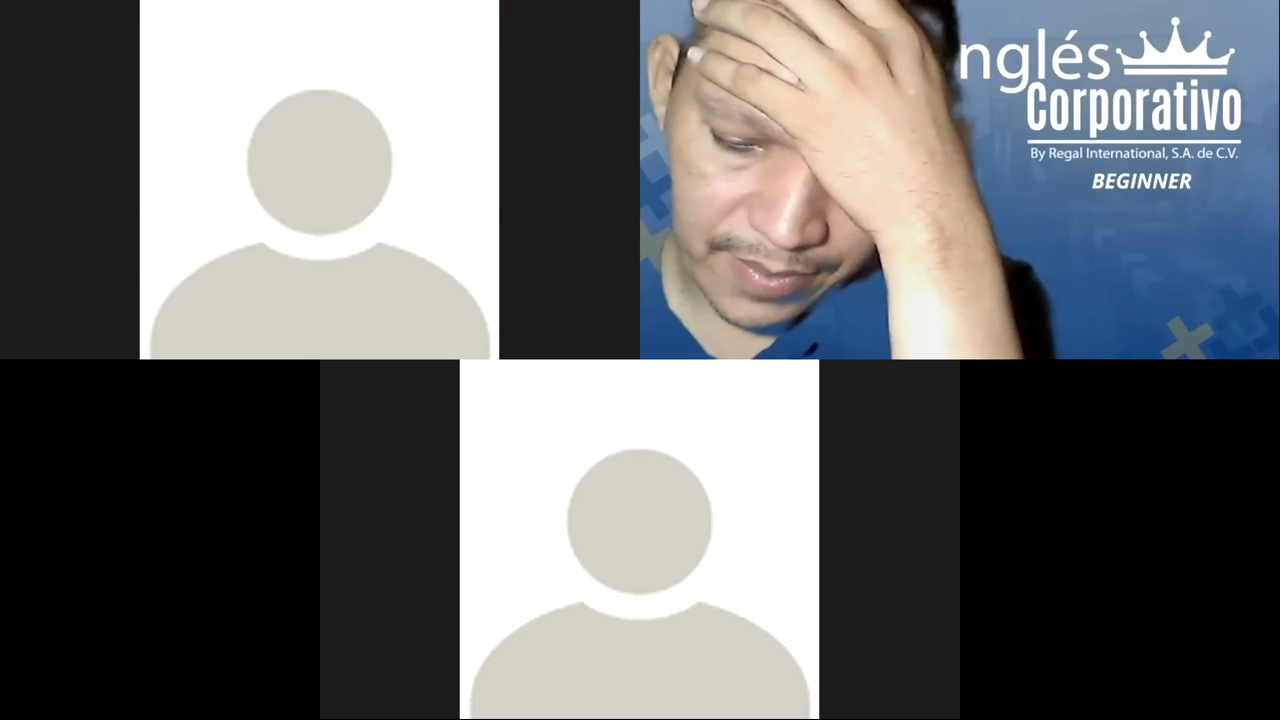 nglés
Corporativo
By Regal International, S.A. de C.V.
BEGINNER